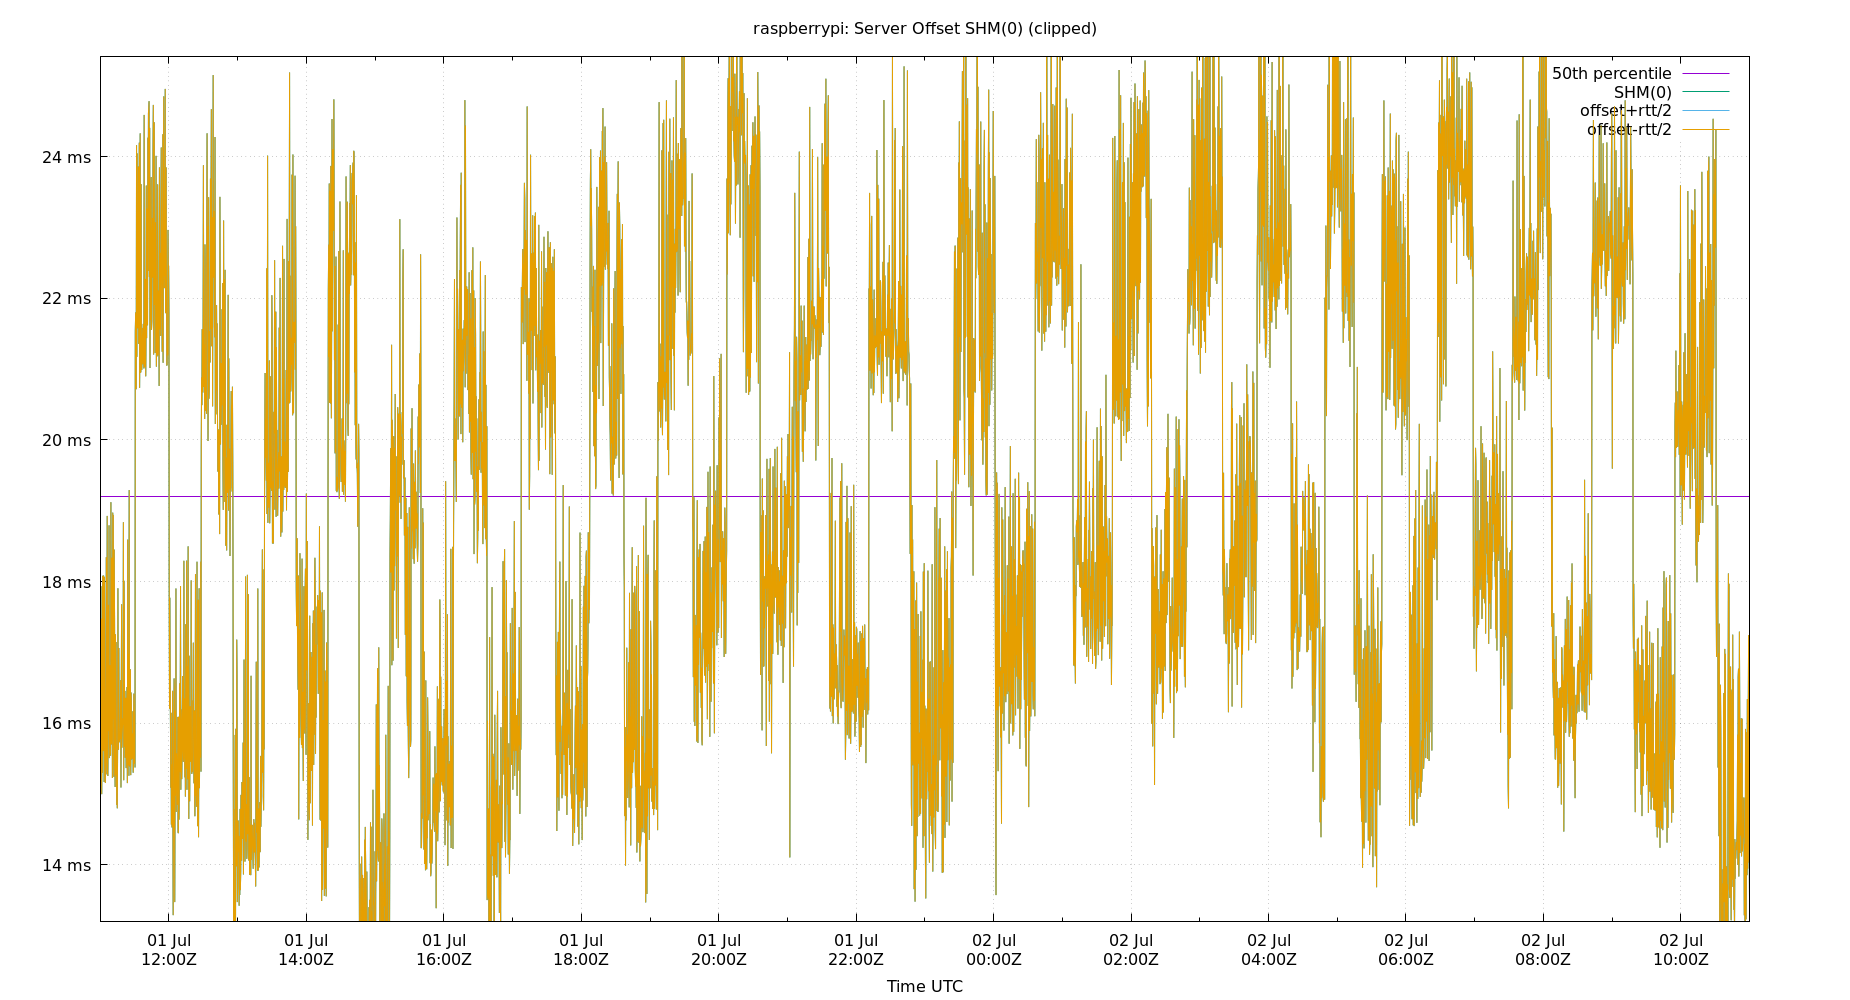 raspberrypi: Server Offset SHM(0) (clipped)
50th percentile
SHM(0)
offset+rtt/2
offset-rtt/2
24 ms
22 ms
20 ms
18 ms
16 ms
14 ms
01 Jul 01 Jul 01 Jul 01 Jul 01 Jul 01 Jul 02 Jul 02 Jul 02 Jul 02 Jul 02 Jul 02 Jul
12:00Z 14:00Z 16:00Z 18:00Z 20:00Z 22:00Z 00:00Z 02:00Z 04:00Z 06:00Z 08:00Z 10:00Z
Time UTC